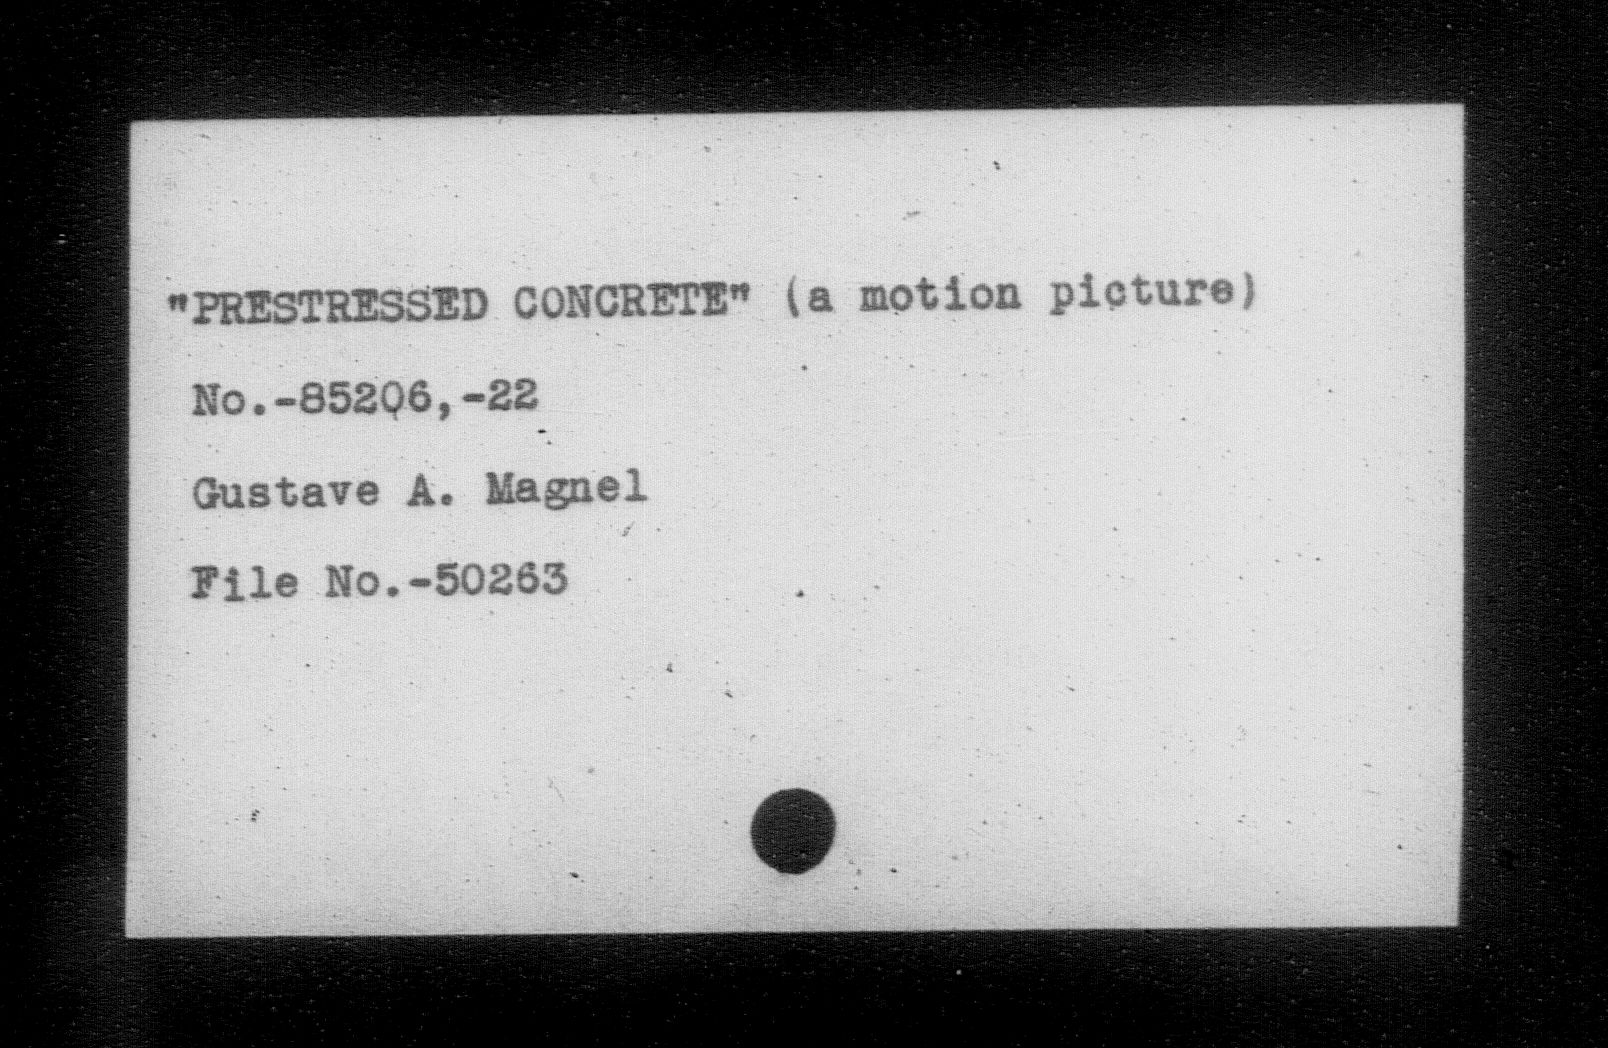 "PRESTRESSED CONCRETE" (a motion picture)
No.-85206,-22
Gustave A. Magnel
File No.-50263